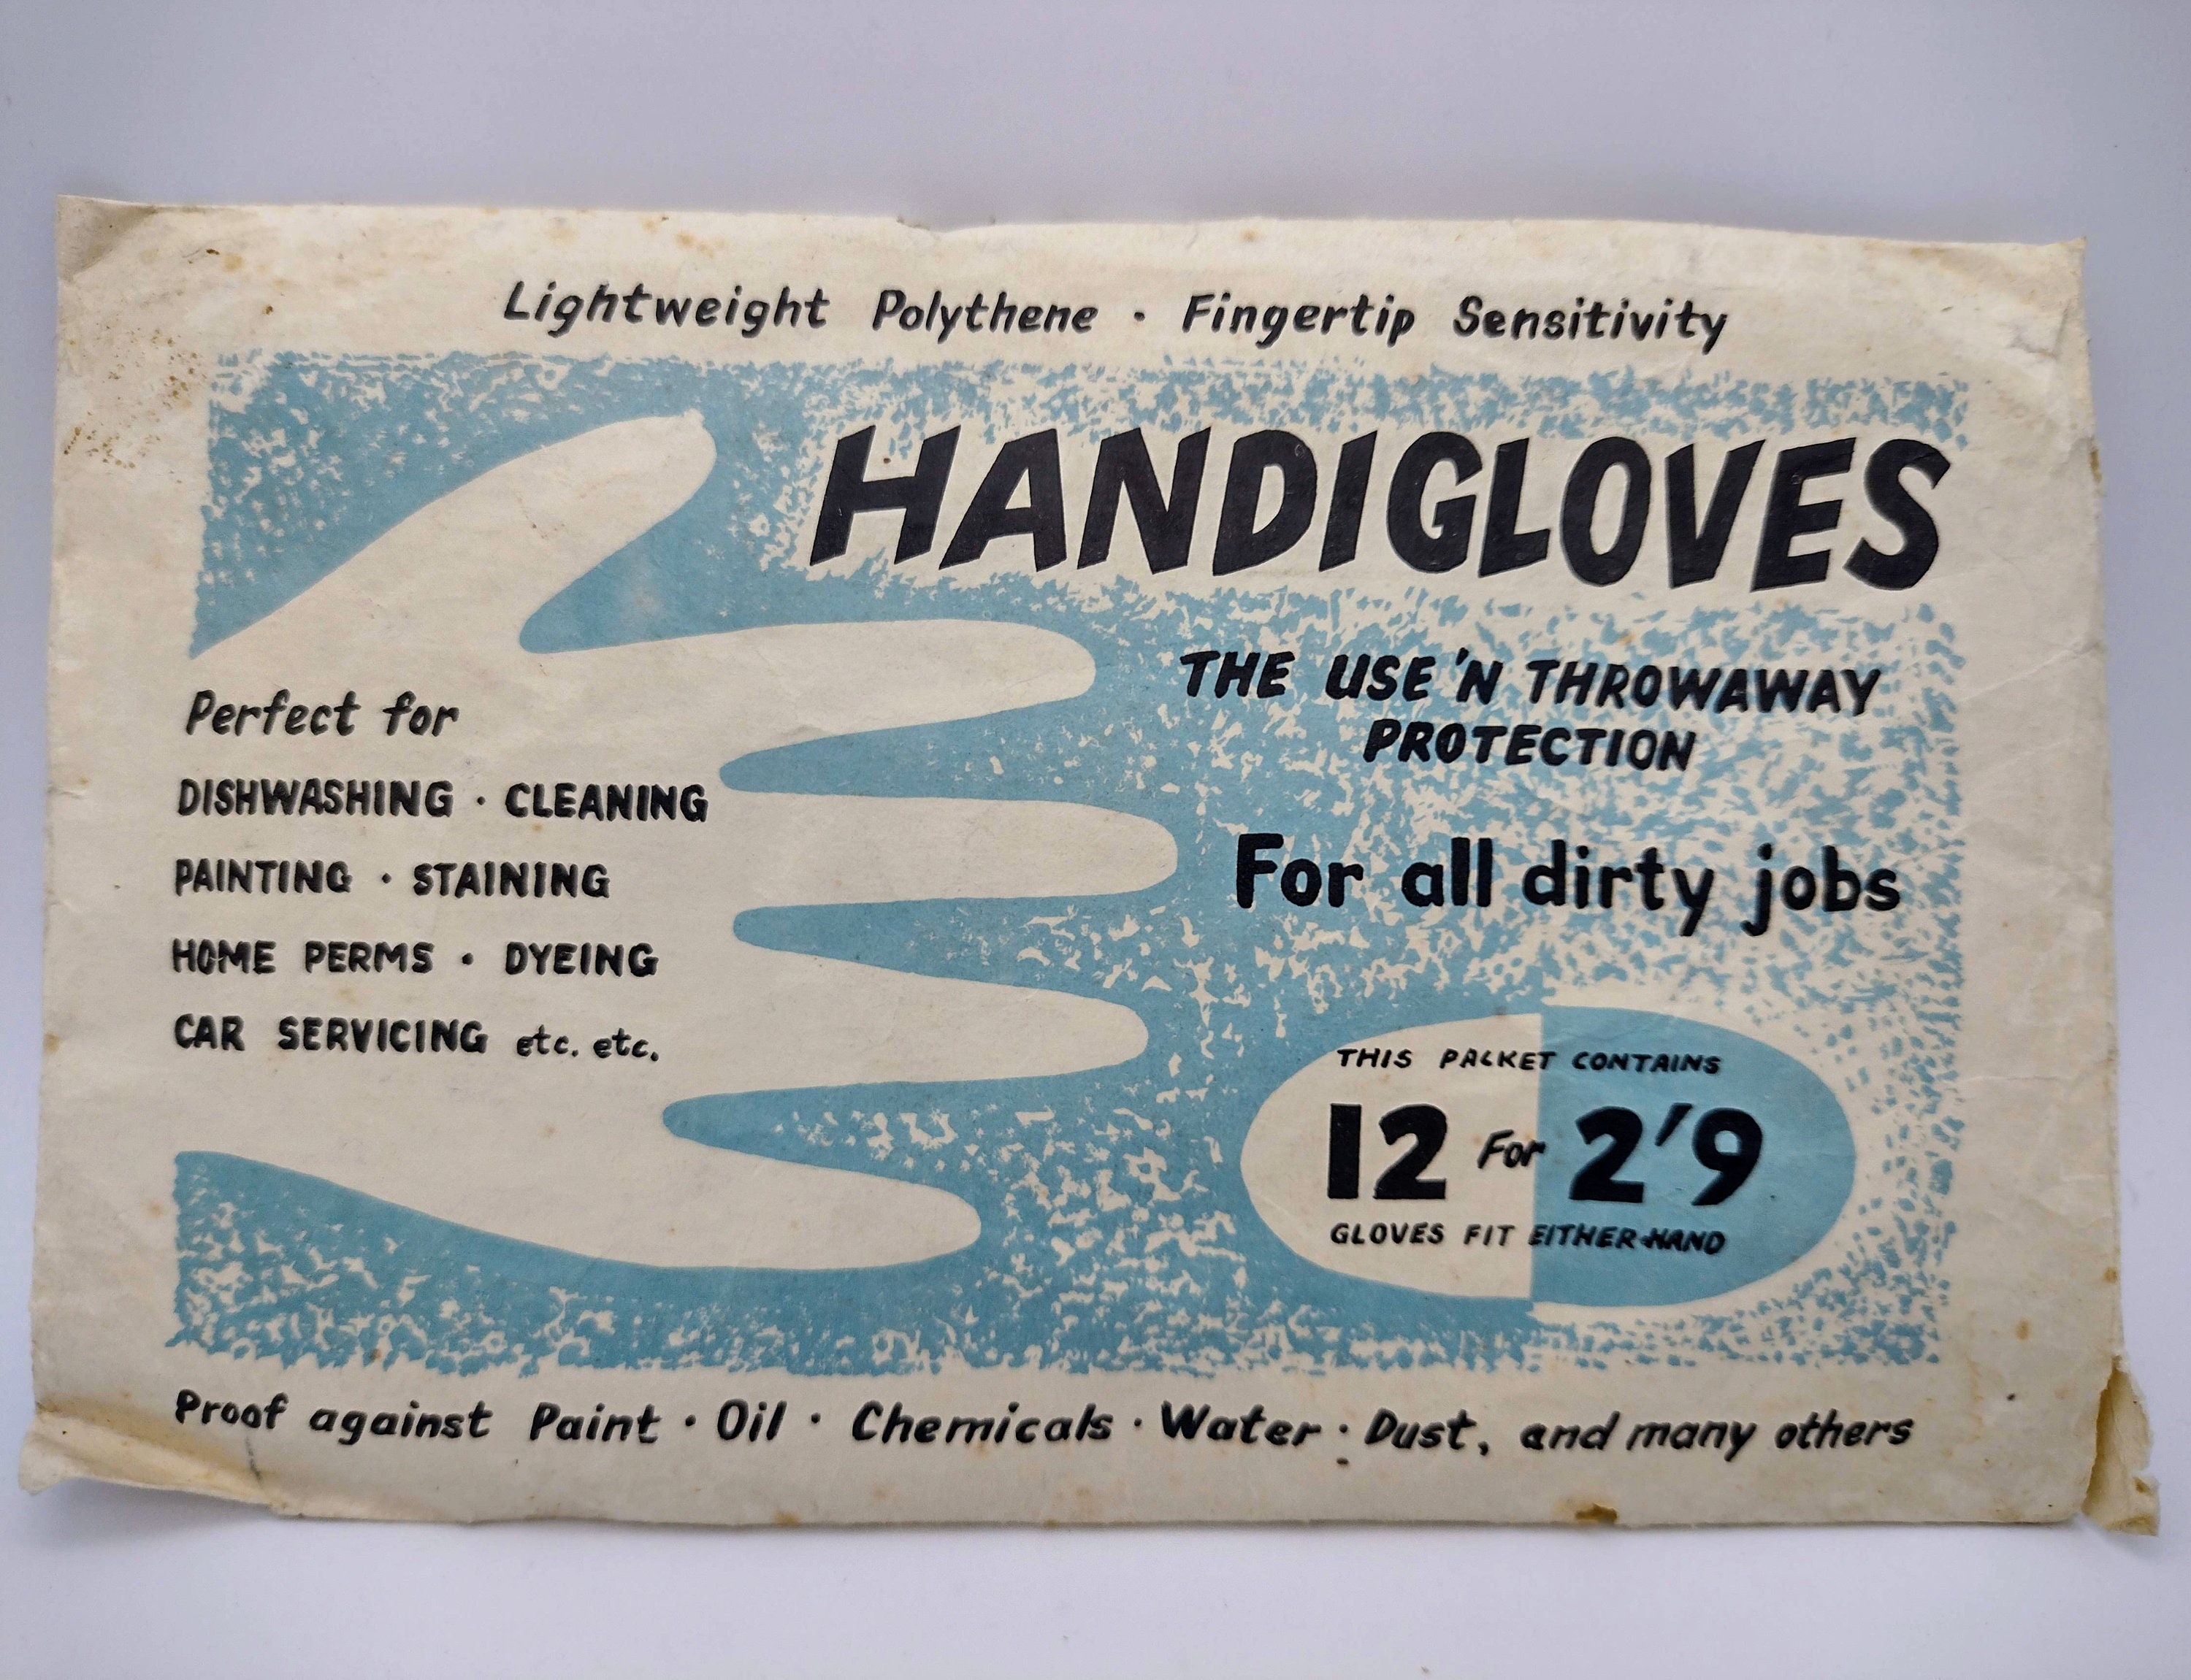 Lightweight Polythene · Fingertip Sensitivity
HANDIGLOVES
THE USE 'N THROWAWAY
PROTECTION
For all dirty jobs
Perfect for
DISHWASHING · CLEANING
PAINTING · STAINING
HOME PERMS · DYEING
CAR SERVICING etc. etc.
THIS PACKET CONTAINS
12 For 2'9
GLOVES FIT EITHER HAND
Proof against Paint · Oil · Chemicals · Water · Dust, and many others